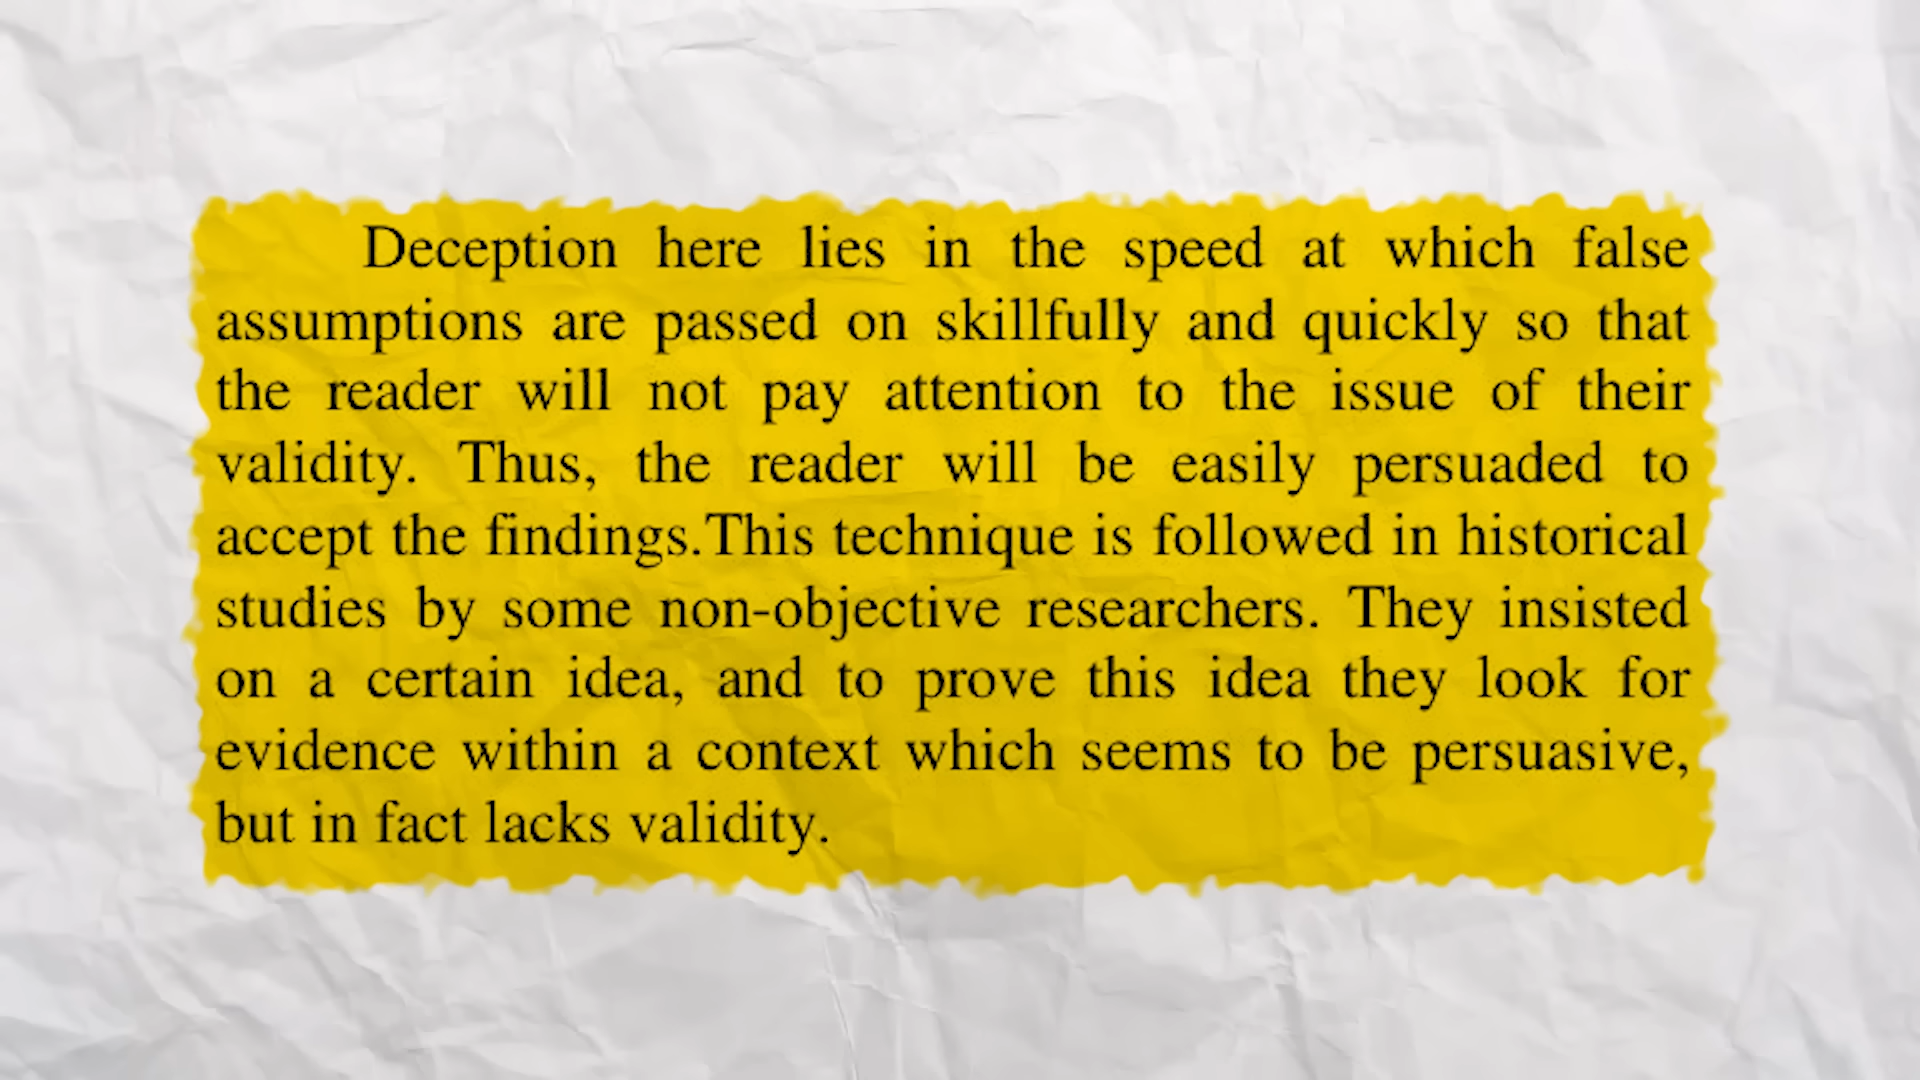 Deception here lies in the speed at which false
assumptions are passed on skillfully and quickly so that
the reader will not pay attention to the issue of their
validity. Thus, the reader will be easily persuaded to
accept the findings.This technique is followed in historical
studies by some non-objective researchers. They insisted
on a certain idea, and to prove this idea they look for
evidence within a context which seems to be persuasive,
but in fact lacks validity.